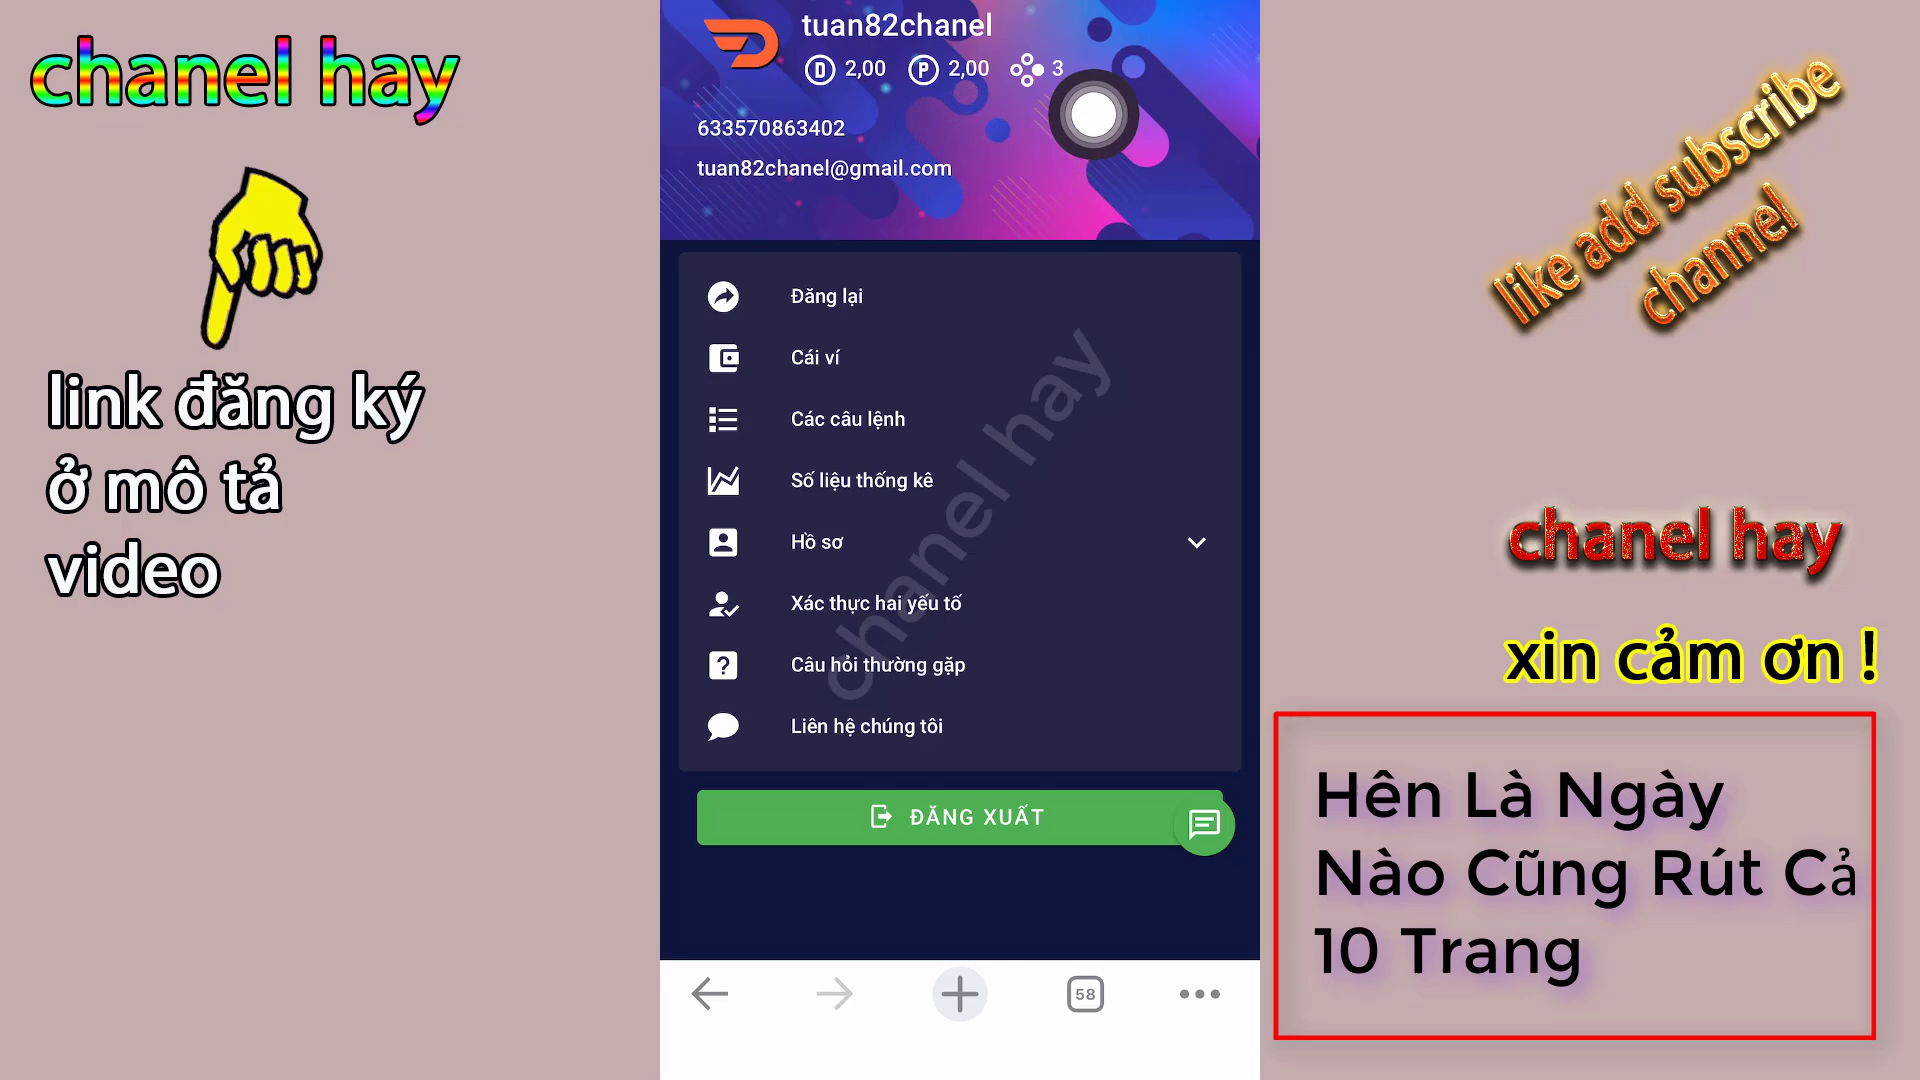 chanel hay
link đăng ký
ở mô tả
video
tuan82chanel
2,00 2,00 3
633570863402
tuan82chanel@gmail.com
Đăng lại
Cái ví
Các câu lệnh
Số liệu thống kê
Hồ sơ
Xác thực hai yếu tố
Câu hỏi thường gặp
Liên hệ chúng tôi
ĐĂNG XUẤT
chanel hay
58
like add subscribe
channel
chanel hay
xin cảm ơn !
Hên Là Ngày
Nào Cũng Rút Cả
10 Trang